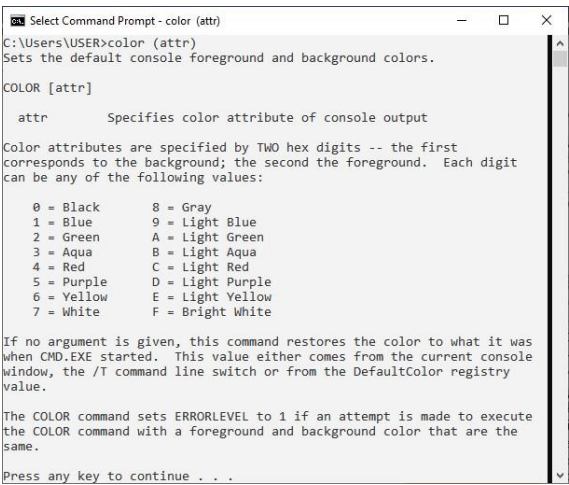 Select Command Prompt - color (attr)
C:\Users\USER>color (attr)
Sets the default console foreground and background colors.
COLOR [attr]
attr        Specifies color attribute of console output
Color attributes are specified by TWO hex digits -- the first
corresponds to the background; the second the foreground.  Each digit
can be any of the following values:
0 = Black       8 = Gray
1 = Blue        9 = Light Blue
2 = Green       A = Light Green
3 = Aqua        B = Light Aqua
4 = Red         C = Light Red
5 = Purple      D = Light Purple
6 = Yellow      E = Light Yellow
7 = White       F = Bright White
If no argument is given, this command restores the color to what it was
when CMD.EXE started.  This value either comes from the current console
window, the /T command line switch or from the DefaultColor registry
value.
The COLOR command sets ERRORLEVEL to 1 if an attempt is made to execute
the COLOR command with a foreground and background color that are the
same.
Press any key to continue . . .